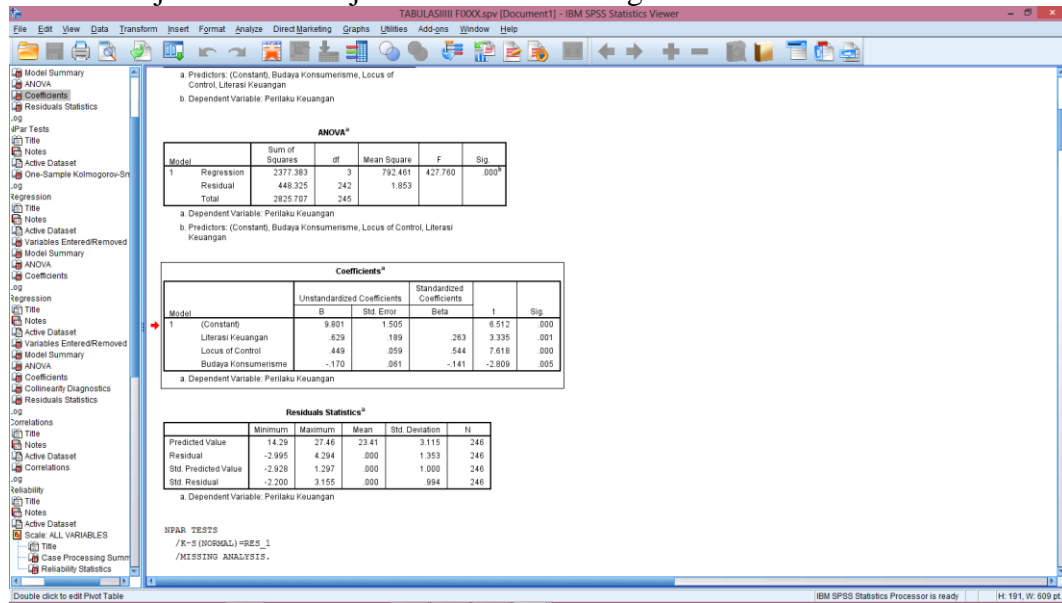 TABULASIIIII FIXXX.spv [Document1] - IBM SPSS Statistics Viewer
File Edit View Data Transform Insert Format Analyze Direct Marketing Graphs Utilities Add-ons Window Help
Model Summary
ANOVA
Coefficients
Residuals Statistics
.og
NPar Tests
Title
Notes
Active Dataset
One-Sample Kolmogorov-Sm
.og
Regression
Title
Notes
Active Dataset
Variables Entered/Removed
Model Summary
ANOVA
Coefficients
.og
Regression
Title
Notes
Active Dataset
Variables Entered/Removed
Model Summary
ANOVA
Coefficients
Collinearity Diagnostics
Residuals Statistics
.og
Correlations
Title
Notes
Active Dataset
Correlations
.og
Reliability
Title
Notes
Active Dataset
Scale: ALL VARIABLES
Title
Case Processing Summ
Reliability Statistics
a. Predictors: (Constant), Budaya Konsumerisme, Locus of
Control, Literasi Keuangan
b. Dependent Variable: Perilaku Keuangan
ANOVAa
Model Sum of Squares df Mean Square F Sig.
1 Regression 2377.383 3 792.461 427.760 .000b
Residual 448.325 242 1.853
Total 2825.707 245
a. Dependent Variable: Perilaku Keuangan
b. Predictors: (Constant), Budaya Konsumerisme, Locus of Control, Literasi
Keuangan
Coefficientsa
Model Unstandardized Coefficients Standardized Coefficients t Sig.
B Std. Error Beta
1 (Constant) 9.801 1.505 6.512 .000
Literasi Keuangan .629 .189 .263 3.335 .001
Locus of Control .449 .059 .544 7.618 .000
Budaya Konsumerisme -.170 .061 -.141 -2.809 .005
a. Dependent Variable: Perilaku Keuangan
Residuals Statisticsa
Minimum Maximum Mean Std. Deviation N
Predicted Value 14.29 27.46 23.41 3.115 246
Residual -2.995 4.294 .000 1.353 246
Std. Predicted Value -2.928 1.297 .000 1.000 246
Std. Residual -2.200 3.155 .000 .994 246
a. Dependent Variable: Perilaku Keuangan
NPAR TESTS
/K-S(NORMAL)=RES_1
/MISSING ANALYSIS.
Double click to edit Pivot Table
IBM SPSS Statistics Processor is ready
H: 191, W: 609 pt